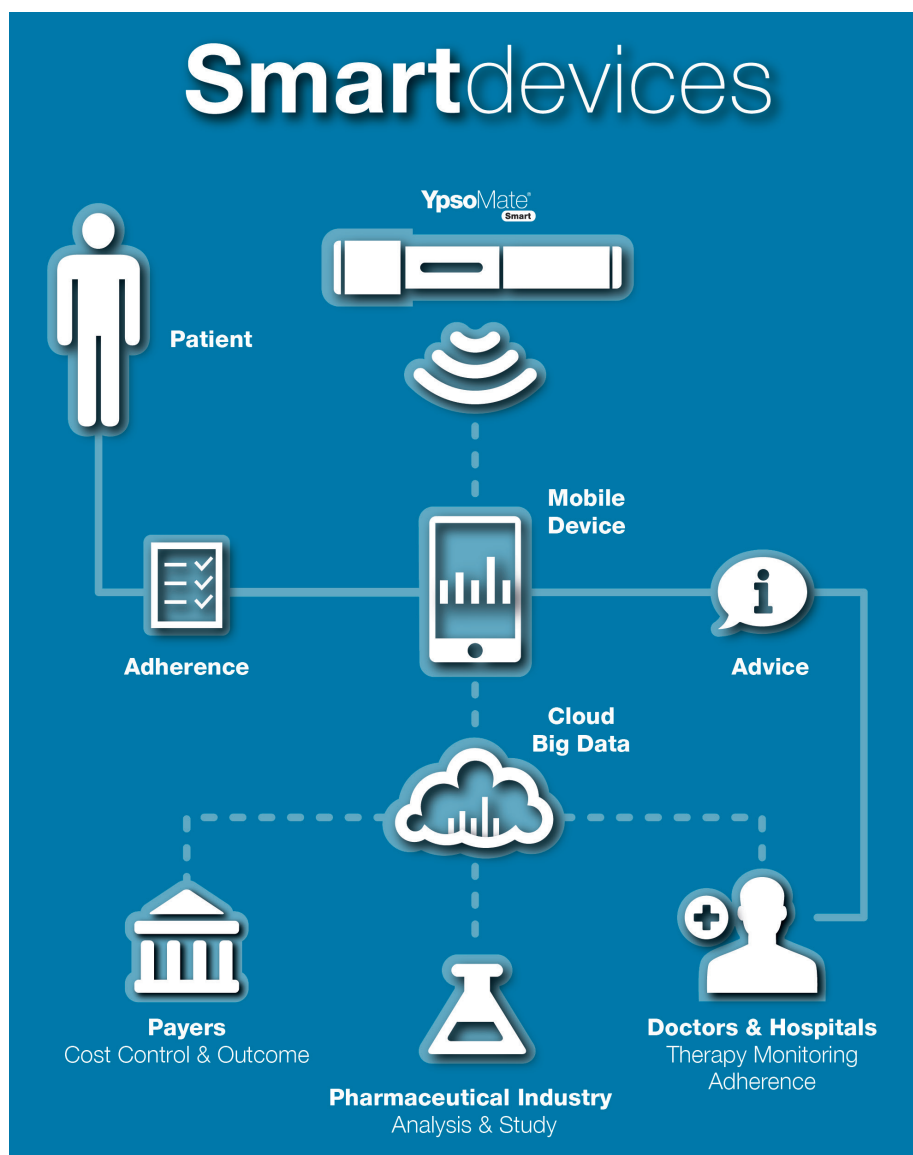 Smartdevices
YpsoMate®
Smart
Patient
Mobile
Device
Adherence
i
Advice
Cloud
Big Data
Payers
Cost Control & Outcome
Pharmaceutical Industry
Analysis & Study
Doctors & Hospitals
Therapy Monitoring
Adherence